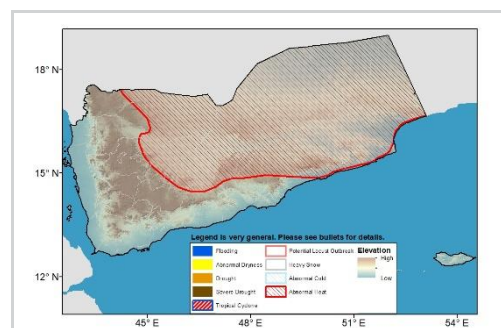 18°N
15°N
12°N
Legend is very general. Please see bullets for details.
Flooding
Abnormal Dryness
Drought
Severe Drought
Tropical Cyclone
Potential Locust Outbreak
Heavy Snow
Abnormal Cold
Abnormal Heat
Elevation
High
Low
45°E
48°E
51°E
54°E